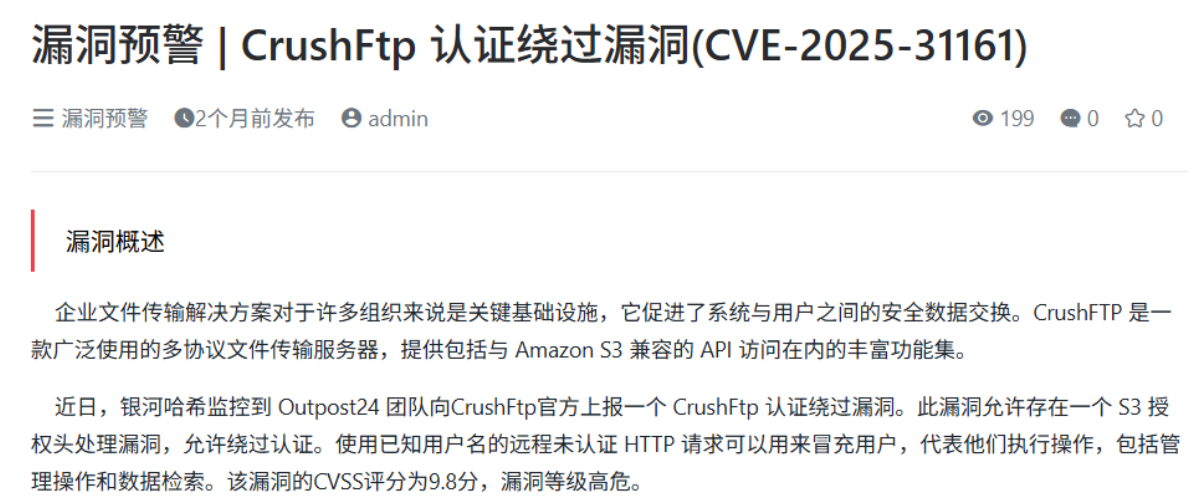 漏洞预警 | CrushFtp 认证绕过漏洞(CVE-2025-31161)
漏洞预警 2个月前发布 admin 199 0 0
漏洞概述
企业文件传输解决方案对于许多组织来说是关键基础设施，它促进了系统与用户之间的安全数据交换。CrushFTP 是一
款广泛使用的多协议文件传输服务器，提供包括与 Amazon S3 兼容的 API 访问在内的丰富功能集。
近日，银河哈希监控到 Outpost24 团队向CrushFtp官方上报一个 CrushFtp 认证绕过漏洞。此漏洞允许存在一个 S3 授
权头处理漏洞，允许绕过认证。使用已知用户名的远程未认证 HTTP 请求可以用来冒充用户，代表他们执行操作，包括管
理操作和数据检索。该漏洞的CVSS评分为9.8分，漏洞等级高危。